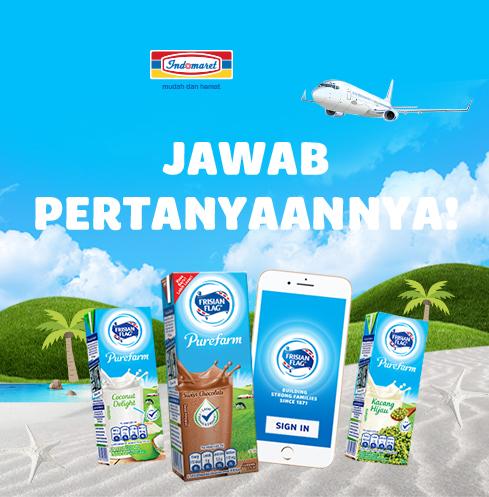 Indomaret
mudah dan hemat
JAWAB
PERTANYAANNYA!
FRISIAN
FLAG
Purefarm
Coconut
Delight
FRISIAN
FLAG
Purefarm
Swiss Chocolate
FRISIAN
FLAG
BUILDING
STRONG FAMILIES
SINCE 1871
SIGN IN
FRISIAN
FLAG
Purefarm
Kacang
Hijau